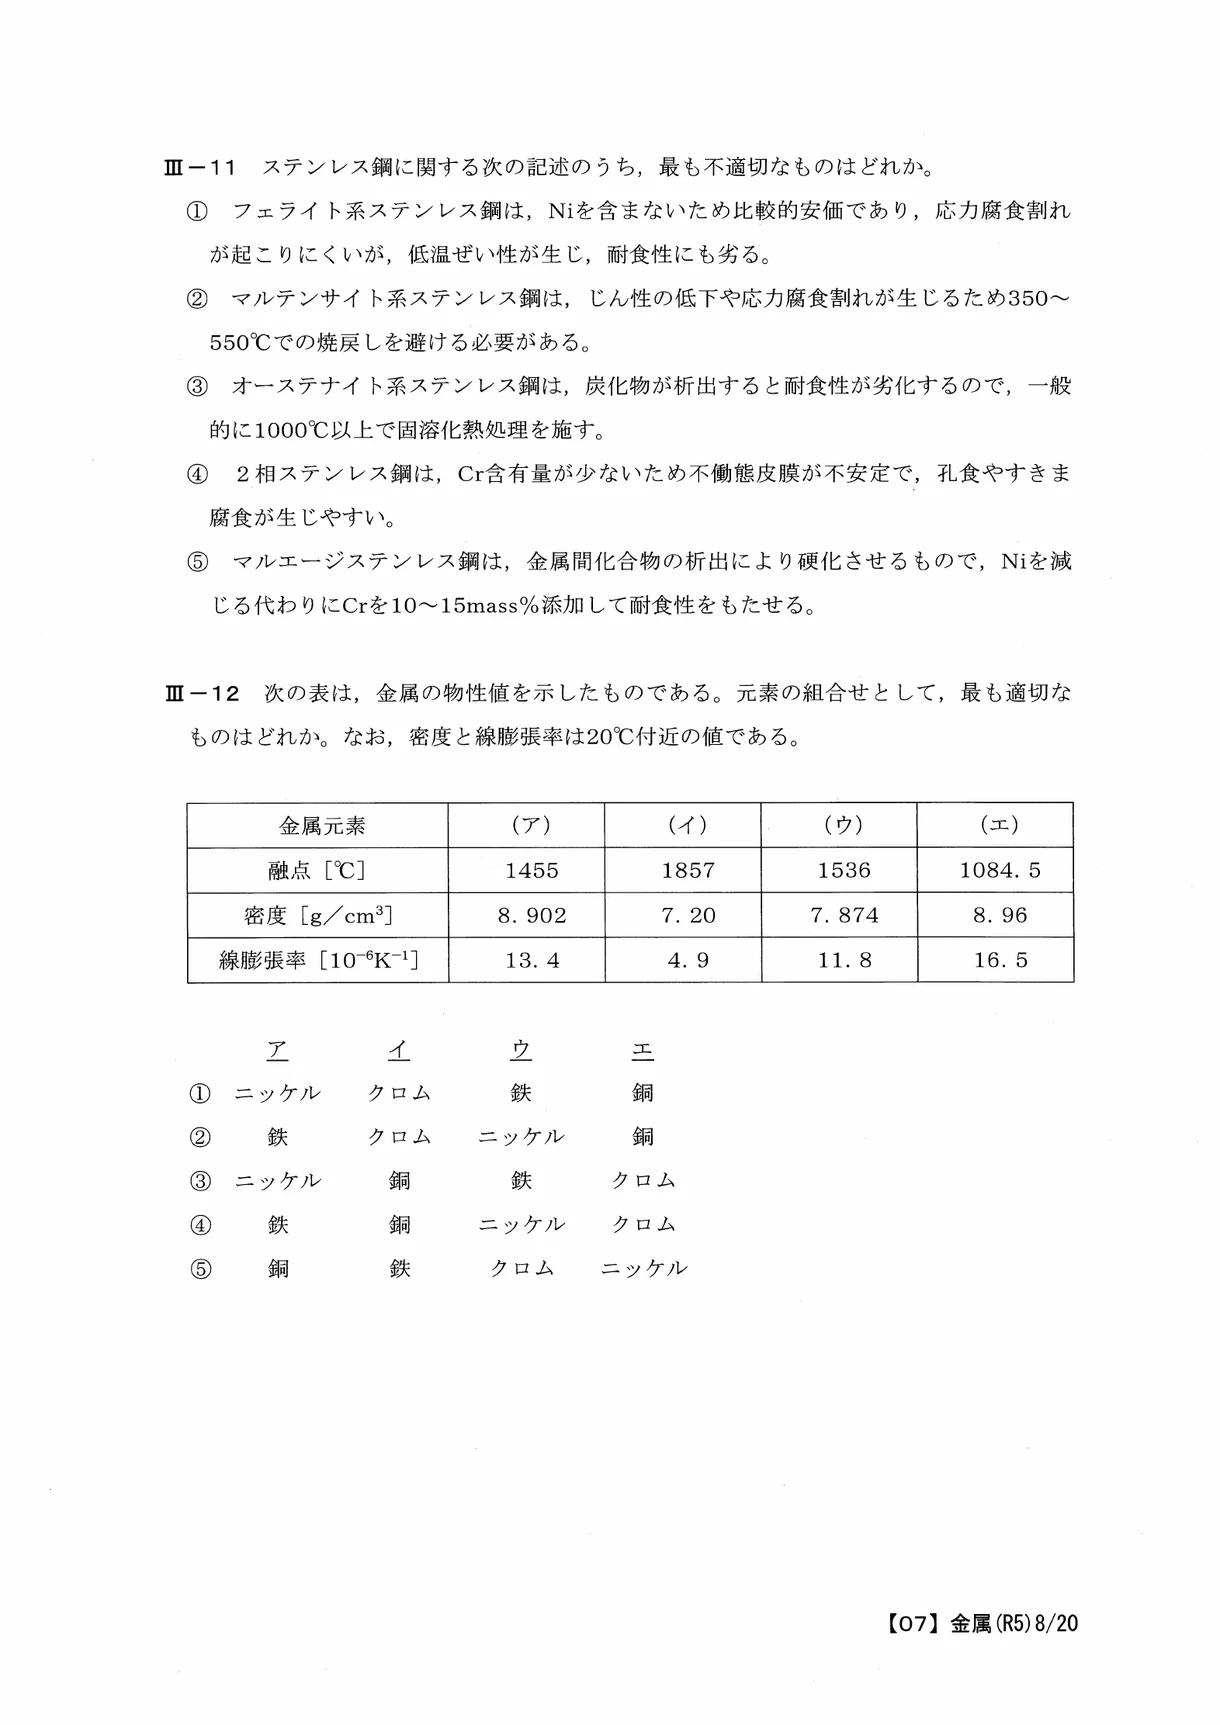 Ⅲ－11　ステンレス鋼に関する次の記述のうち，最も不適切なものはどれか。
①　フェライト系ステンレス鋼は，Niを含まないため比較的安価であり，応力腐食割れ
が起こりにくいが，低温ぜい性が生じ，耐食性にも劣る。
②　マルテンサイト系ステンレス鋼は，じん性の低下や応力腐食割れが生じるため350～
550℃での焼戻しを避ける必要がある。
③　オーステナイト系ステンレス鋼は，炭化物が析出すると耐食性が劣化するので，一般
的に1000℃以上で固溶化熱処理を施す。
④　２相ステンレス鋼は，Cr含有量が少ないため不働態皮膜が不安定で，孔食やすきま
腐食が生じやすい。
⑤　マルエージステンレス鋼は，金属間化合物の析出により硬化させるもので，Niを減
じる代わりにCrを10～15mass％添加して耐食性をもたせる。
Ⅲ－12　次の表は，金属の物性値を示したものである。元素の組合せとして，最も適切な
ものはどれか。なお，密度と線膨張率は20℃付近の値である。
金属元素　（ア）　（イ）　（ウ）　（エ）
融点［℃］　1455　1857　1536　1084.5
密度［g／cm³］　8.902　7.20　7.874　8.96
線膨張率［10⁻⁶K⁻¹］　13.4　4.9　11.8　16.5
ア　イ　ウ　エ
①　ニッケル　クロム　鉄　銅
②　鉄　クロム　ニッケル　銅
③　ニッケル　銅　鉄　クロム
④　鉄　銅　ニッケル　クロム
⑤　銅　鉄　クロム　ニッケル
【07】金属(R5)8/20